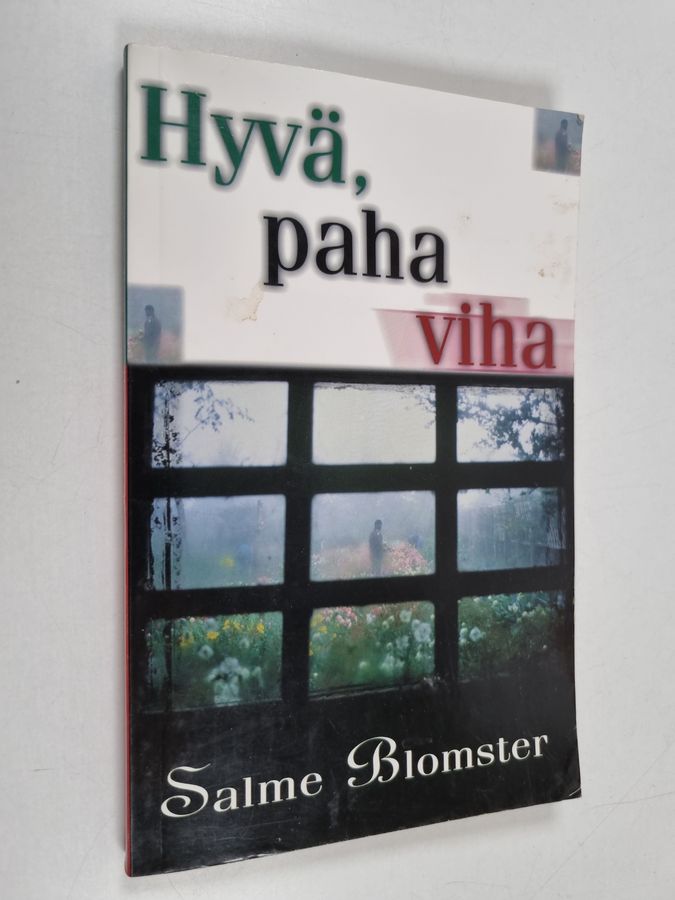 Hyvä,
paha
viha
Salme Blomster